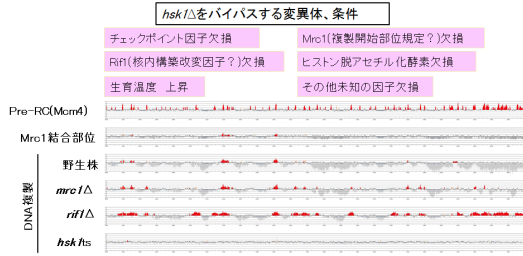 hsk1Δをバイパスする変異体、条件
チェックポイント因子欠損
Mrc1(複製開始部位規定?)欠損
Rif1(核内構築改変因子?)欠損
ヒストン脱アセチル化酵素欠損
生育温度 上昇
その他未知の因子欠損
Pre-RC(Mcm4)
Mrc1結合部位
DNA複製
野生株
mrc1Δ
rif1Δ
hsk1ts